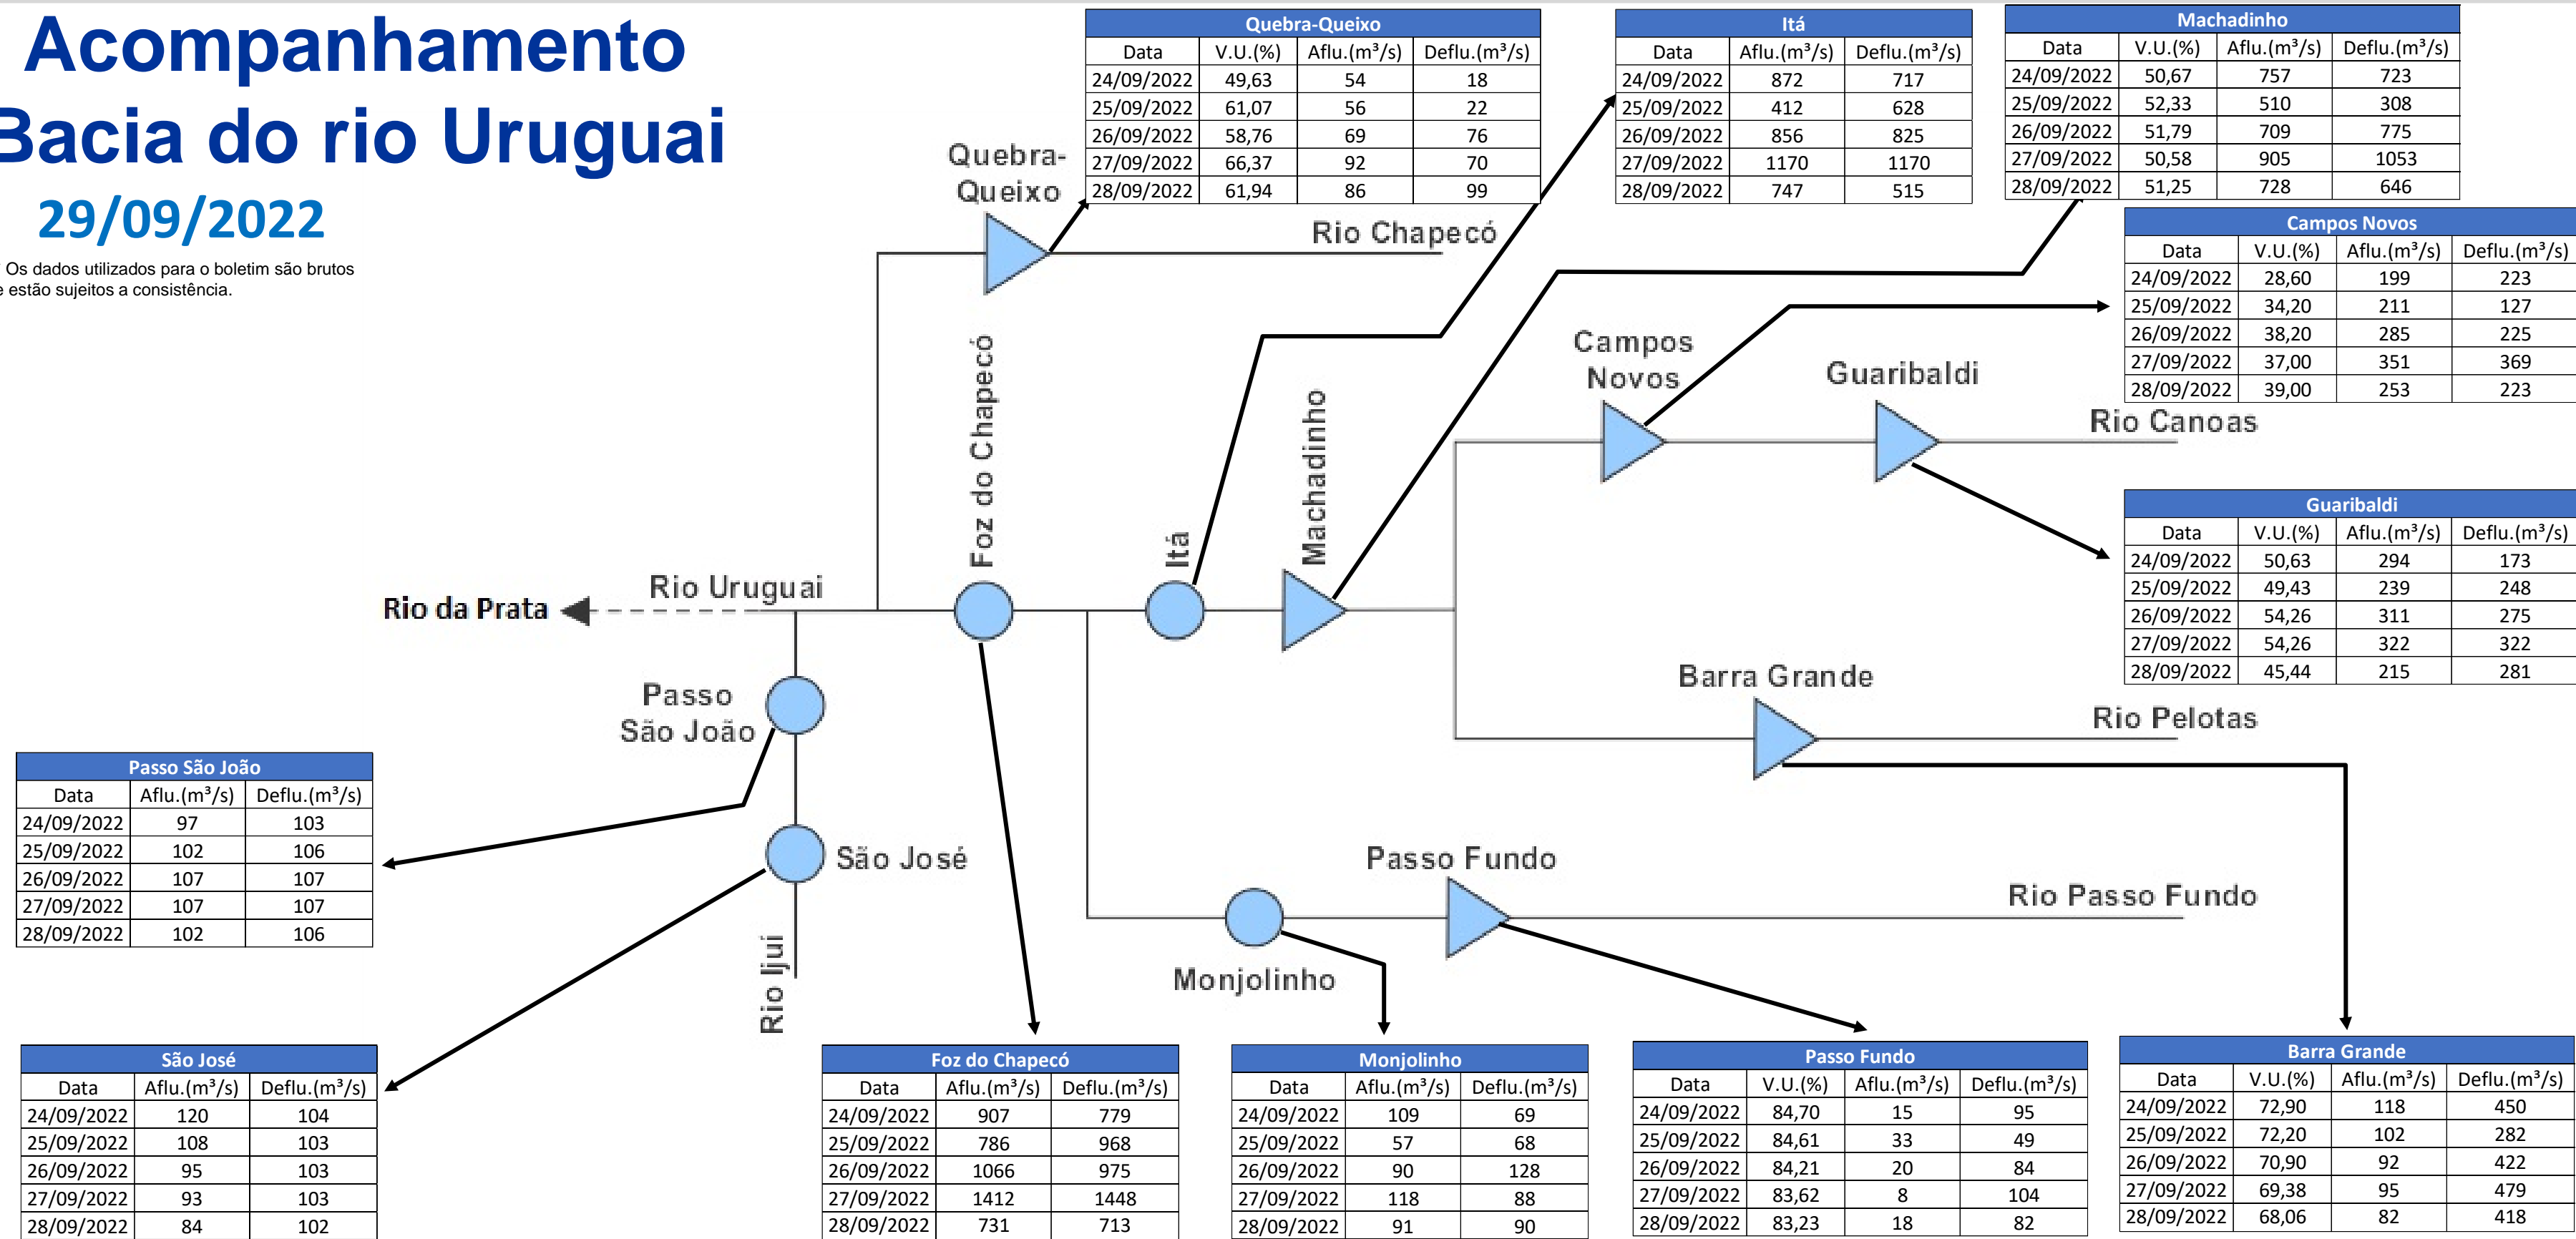 Acompanhamento
Bacia do rio Uruguai
29/09/2022
* Os dados utilizados para o boletim são brutos
e estão sujeitos a consistência.
Quebra-Queixo
Data V.U.(%) Aflu.(m³/s) Deflu.(m³/s)
24/09/2022 49,63 54 18
25/09/2022 61,07 56 22
26/09/2022 58,76 69 76
27/09/2022 66,37 92 70
28/09/2022 61,94 86 99
Itá
Data Aflu.(m³/s) Deflu.(m³/s)
24/09/2022 872 717
25/09/2022 412 628
26/09/2022 856 825
27/09/2022 1170 1170
28/09/2022 747 515
Machadinho
Data V.U.(%) Aflu.(m³/s) Deflu.(m³/s)
24/09/2022 50,67 757 723
25/09/2022 52,33 510 308
26/09/2022 51,79 709 775
27/09/2022 50,58 905 1053
28/09/2022 51,25 728 646
Campos Novos
Data V.U.(%) Aflu.(m³/s) Deflu.(m³/s)
24/09/2022 28,60 199 223
25/09/2022 34,20 211 127
26/09/2022 38,20 285 225
27/09/2022 37,00 351 369
28/09/2022 39,00 253 223
Quebra-
Queixo
Rio Chapecó
Foz do Chapecó
Itá
Machadinho
Campos
Novos
Guaribaldi
Rio Canoas
Guaribaldi
Data V.U.(%) Aflu.(m³/s) Deflu.(m³/s)
24/09/2022 50,63 294 173
25/09/2022 49,43 239 248
26/09/2022 54,26 311 275
27/09/2022 54,26 322 322
28/09/2022 45,44 215 281
Rio da Prata
Rio Uruguai
Passo
São João
Barra Grande
Rio Pelotas
São José
Rio Ijuí
Passo Fundo
Rio Passo Fundo
Monjolinho
Passo São João
Data Aflu.(m³/s) Deflu.(m³/s)
24/09/2022 97 103
25/09/2022 102 106
26/09/2022 107 107
27/09/2022 107 107
28/09/2022 102 106
São José
Data Aflu.(m³/s) Deflu.(m³/s)
24/09/2022 120 104
25/09/2022 108 103
26/09/2022 95 103
27/09/2022 93 103
28/09/2022 84 102
Foz do Chapecó
Data Aflu.(m³/s) Deflu.(m³/s)
24/09/2022 907 779
25/09/2022 786 968
26/09/2022 1066 975
27/09/2022 1412 1448
28/09/2022 731 713
Monjolinho
Data Aflu.(m³/s) Deflu.(m³/s)
24/09/2022 109 69
25/09/2022 57 68
26/09/2022 90 128
27/09/2022 118 88
28/09/2022 91 90
Passo Fundo
Data V.U.(%) Aflu.(m³/s) Deflu.(m³/s)
24/09/2022 84,70 15 95
25/09/2022 84,61 33 49
26/09/2022 84,21 20 84
27/09/2022 83,62 8 104
28/09/2022 83,23 18 82
Barra Grande
Data V.U.(%) Aflu.(m³/s) Deflu.(m³/s)
24/09/2022 72,90 118 450
25/09/2022 72,20 102 282
26/09/2022 70,90 92 422
27/09/2022 69,38 95 479
28/09/2022 68,06 82 418